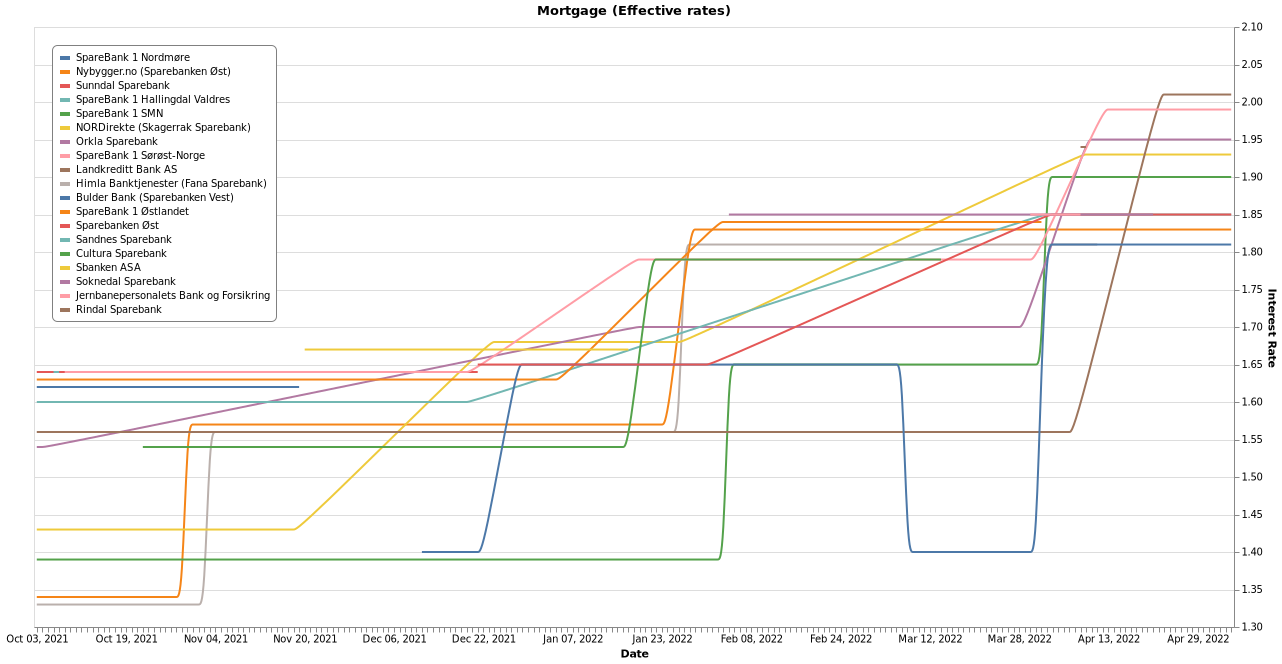 Mortgage (Effective rates)
SpareBank 1 Nordmøre
Nybygger.no (Sparebanken Øst)
Sunndal Sparebank
SpareBank 1 Hallingdal Valdres
SpareBank 1 SMN
NORDirekte (Skagerrak Sparebank)
Orkla Sparebank
SpareBank 1 Sørøst-Norge
Landkreditt Bank AS
Himla Banktjenester (Fana Sparebank)
Bulder Bank (Sparebanken Vest)
SpareBank 1 Østlandet
Sparebanken Øst
Sandnes Sparebank
Cultura Sparebank
Sbanken ASA
Soknedal Sparebank
Jernbanepersonalets Bank og Forsikring
Rindal Sparebank
2.10
2.05
2.00
1.95
1.90
1.85
1.80
1.75
1.70
1.65
1.60
1.55
1.50
1.45
1.40
1.35
1.30
Interest Rate
Oct 03, 2021 Oct 19, 2021 Nov 04, 2021 Nov 20, 2021 Dec 06, 2021 Dec 22, 2021 Jan 07, 2022 Jan 23, 2022 Feb 08, 2022 Feb 24, 2022 Mar 12, 2022 Mar 28, 2022 Apr 13, 2022 Apr 29, 2022
Date